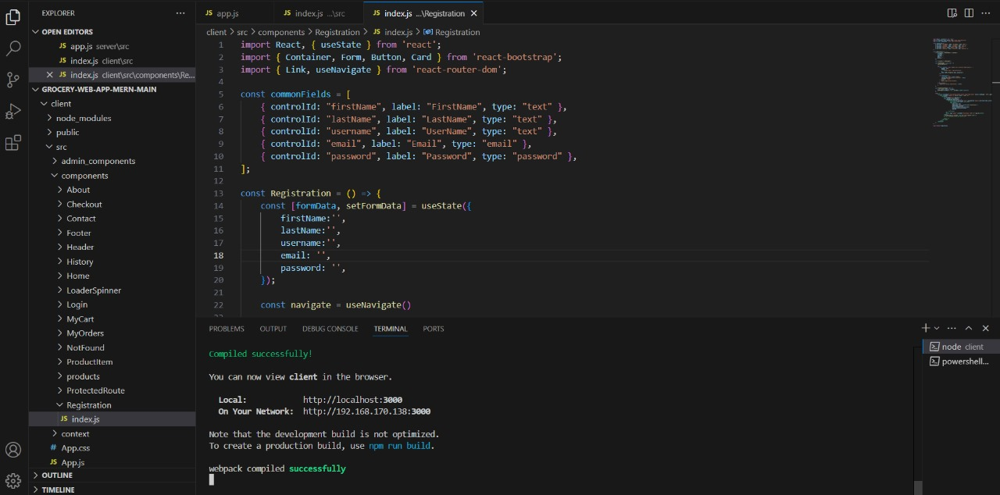 EXPLORER
OPEN EDITORS
JS app.js server\src
JS index.js client\src
JS index.js client\src\components\Re...
GROCERY-WEB-APP-MERN-MAIN
client
node_modules
public
src
admin_components
components
About
Checkout
Contact
Footer
Header
History
Home
LoaderSpinner
Login
MyCart
MyOrders
NotFound
ProductItem
products
ProtectedRoute
Registration
JS index.js
context
# App.css
JS App.js
OUTLINE
TIMELINE
JS app.js
JS index.js ...\src
JS index.js ...\Registration
client > src > components > Registration > JS index.js > Registration
1 import React, { useState } from 'react';
2 import { Container, Form, Button, Card } from 'react-bootstrap';
3 import { Link, useNavigate } from 'react-router-dom';
4
5 const commonFields = [
6 { controlId: "firstName", label: "FirstName", type: "text" },
7 { controlId: "lastName", label: "LastName", type: "text" },
8 { controlId: "username", label: "UserName", type: "text" },
9 { controlId: "email", label: "Email", type: "email" },
10 { controlId: "password", label: "Password", type: "password" },
11 ];
12
13 const Registration = () => {
14 const [formData, setFormData] = useState({
15 firstName:'',
16 lastName:'',
17 username:'',
18 email: '',
19 password: '',
20 });
21
22 const navigate = useNavigate()
PROBLEMS OUTPUT DEBUG CONSOLE TERMINAL PORTS
Compiled successfully!
You can now view client in the browser.
Local: http://localhost:3000
On Your Network: http://192.168.170.138:3000
Note that the development build is not optimized.
To create a production build, use npm run build.
webpack compiled successfully
node client
powershell...